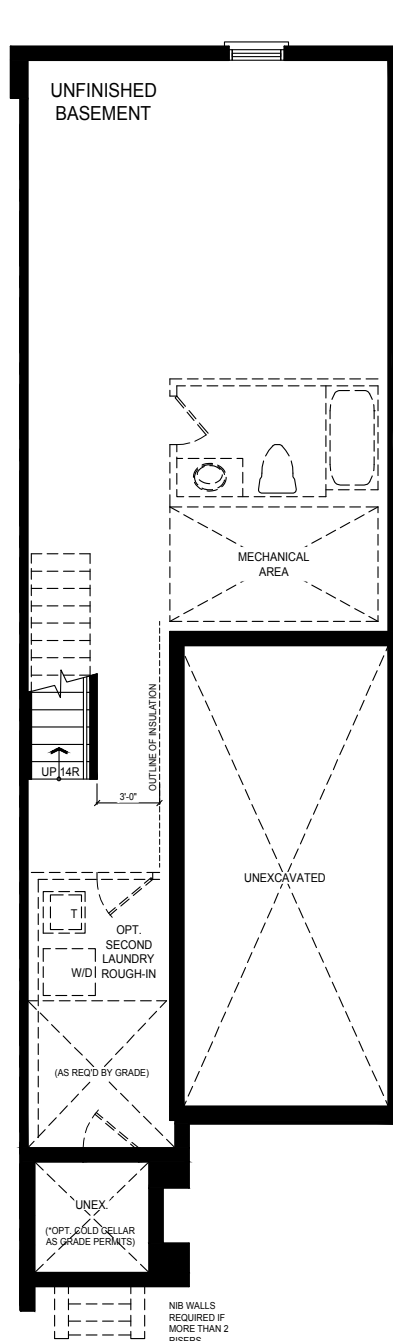 UNFINISHED
BASEMENT
MECHANICAL
AREA
OUTLINE OF INSULATION
UP 14R
3'-0"
UNEXCAVATED
T
OPT.
SECOND
LAUNDRY
W/D ROUGH-IN
(AS REQ'D BY GRADE)
UNEX.
(*OPT. COLD CELLAR
AS GRADE PERMITS)
NIB WALLS
REQUIRED IF
MORE THAN 2
RISERS